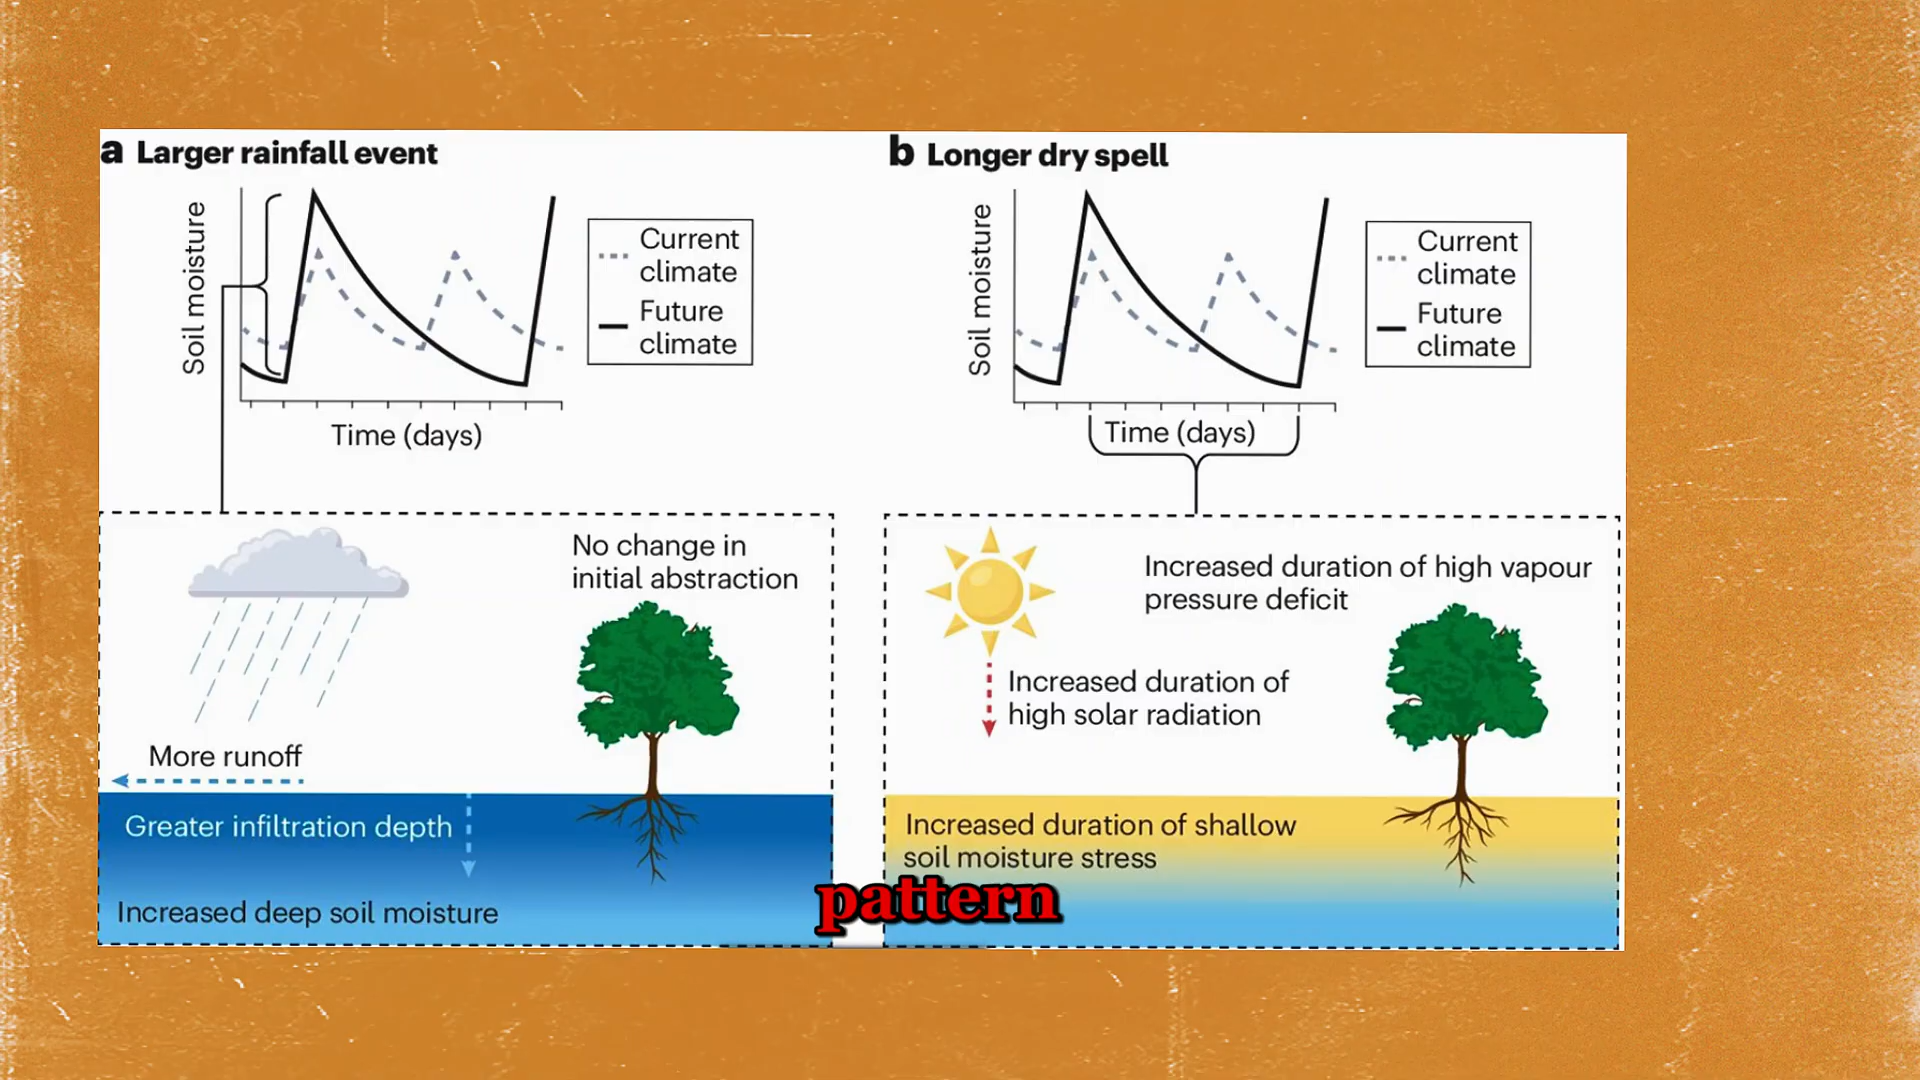 a Larger rainfall event
Soil moisture
Current
climate
Future
climate
Time (days)
No change in
initial abstraction
More runoff
Greater infiltration depth
Increased deep soil moisture
b Longer dry spell
Soil moisture
Current
climate
Future
climate
Time (days)
Increased duration of high vapour
pressure deficit
Increased duration of
high solar radiation
Increased duration of shallow
soil moisture stress
pattern